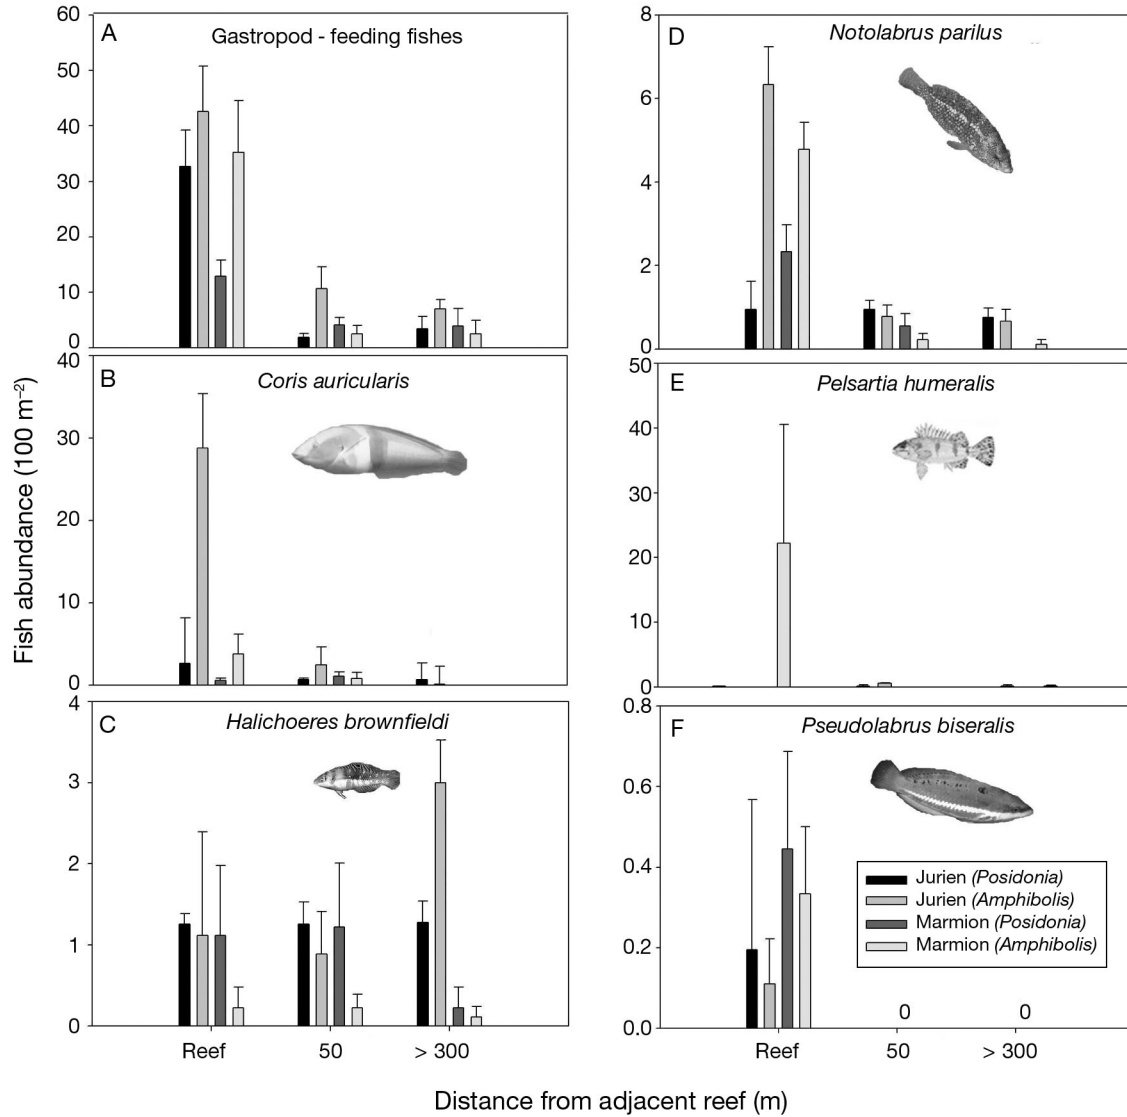 Fish abundance (100 m⁻²)
A
Gastropod - feeding fishes
60
50
40
30
20
10
0
B
Coris auricularis
40
30
20
10
0
C
Halichoeres brownfieldi
4
3
2
1
0
Reef
50
> 300
D
Notolabrus parilus
8
6
4
2
0
E
Pelsartia humeralis
50
40
30
20
10
0
F
Pseudolabrus biseralis
0.8
0.6
0.4
0.2
0.0
Jurien (Posidonia)
Jurien (Amphibolis)
Marmion (Posidonia)
Marmion (Amphibolis)
0
0
Reef
50
> 300
Distance from adjacent reef (m)